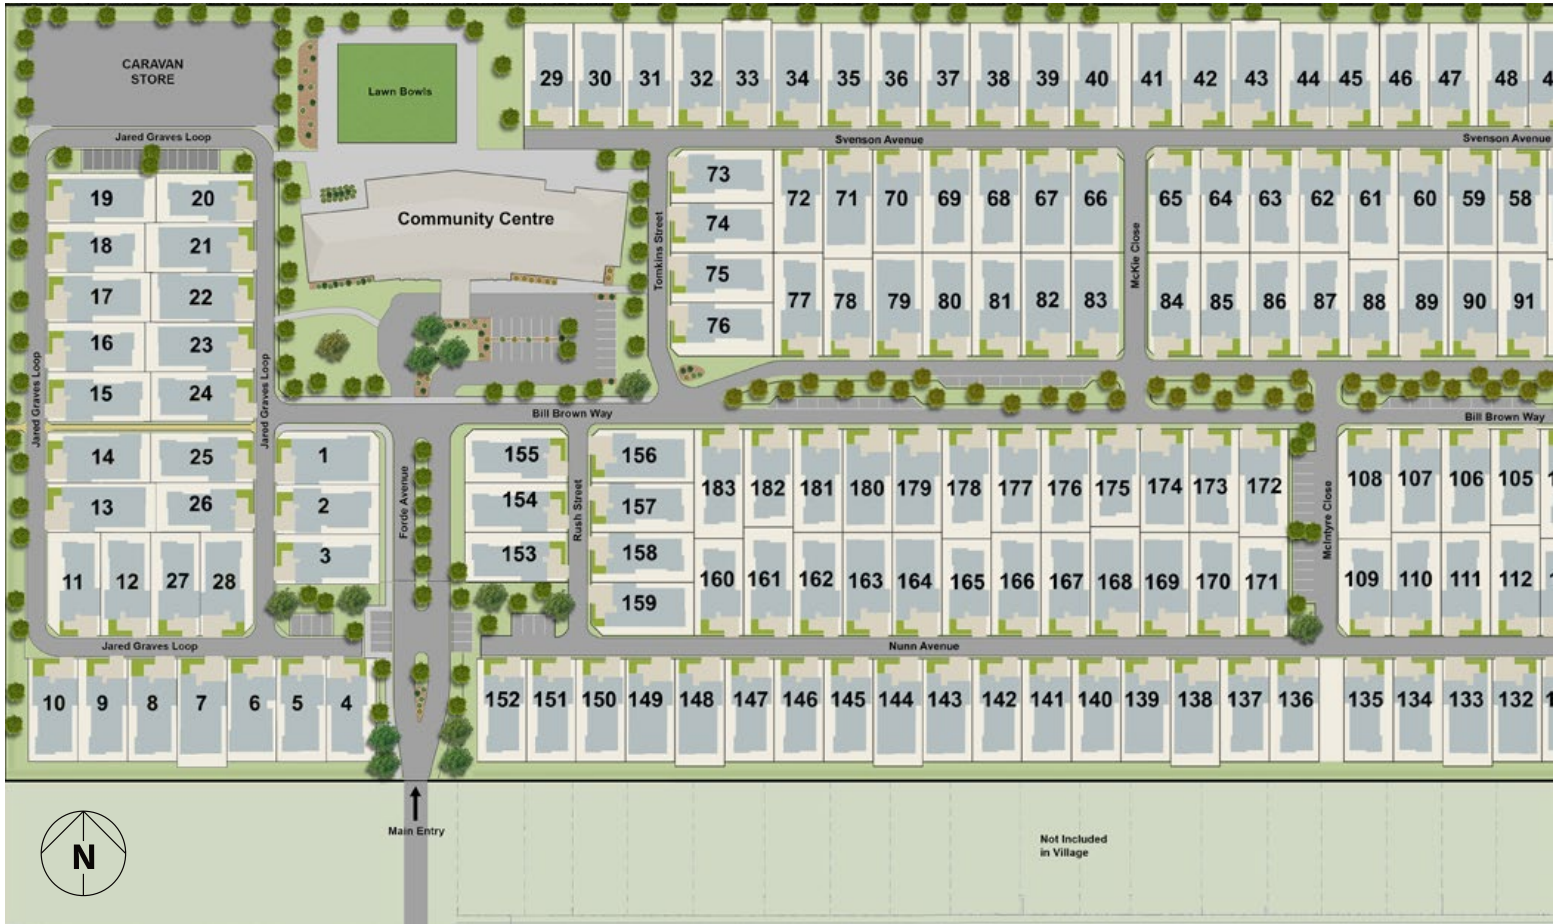 CARAVAN
STORE
Lawn Bowls
29 30 31 32 33 34 35 36 37 38 39 40 41 42 43 44 45 46 47 48
Jared Graves Loop
Svenson Avenue
Svenson Avenue
19 20
18 21
17 22
16 23
15 24
14 25
13 26
11 12 27 28
Jared Graves Loop
Jared Graves Loop
Community Centre
Tomkins Street
73
74
75
76
72 71 70 69 68 67 66
77 78 79 80 81 82 83
McKie Close
65 64 63 62 61 60 59 58
84 85 86 87 88 89 90 91
Bill Brown Way
Bill Brown Way
1
2
3
Forde Avenue
155
154
153
Rush Street
156
157
158
159
183 182 181 180 179 178 177 176 175 174 173 172
160 161 162 163 164 165 166 167 168 169 170 171
McIntyre Close
108 107 106 105
109 110 111 112
Jared Graves Loop
Nunn Avenue
10 9 8 7 6 5 4
152 151 150 149 148 147 146 145 144 143 142 141 140 139 138 137 136 135 134 133 132
Main Entry
Not Included
in Village
N